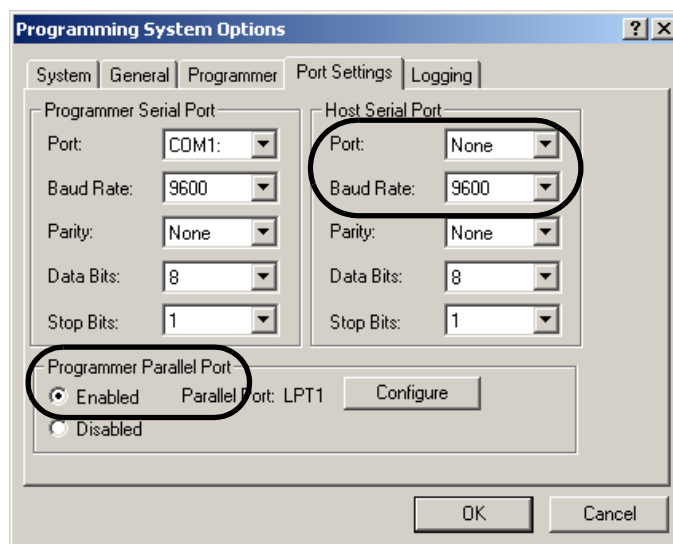 Programming System Options
System General Programmer Port Settings Logging
Programmer Serial Port
Port: COM1:
Baud Rate: 9600
Parity: None
Data Bits: 8
Stop Bits: 1
Host Serial Port
Port: None
Baud Rate: 9600
Parity: None
Data Bits: 8
Stop Bits: 1
Programmer Parallel Port
Enabled Parallel Port: LPT1 Configure
Disabled
OK Cancel